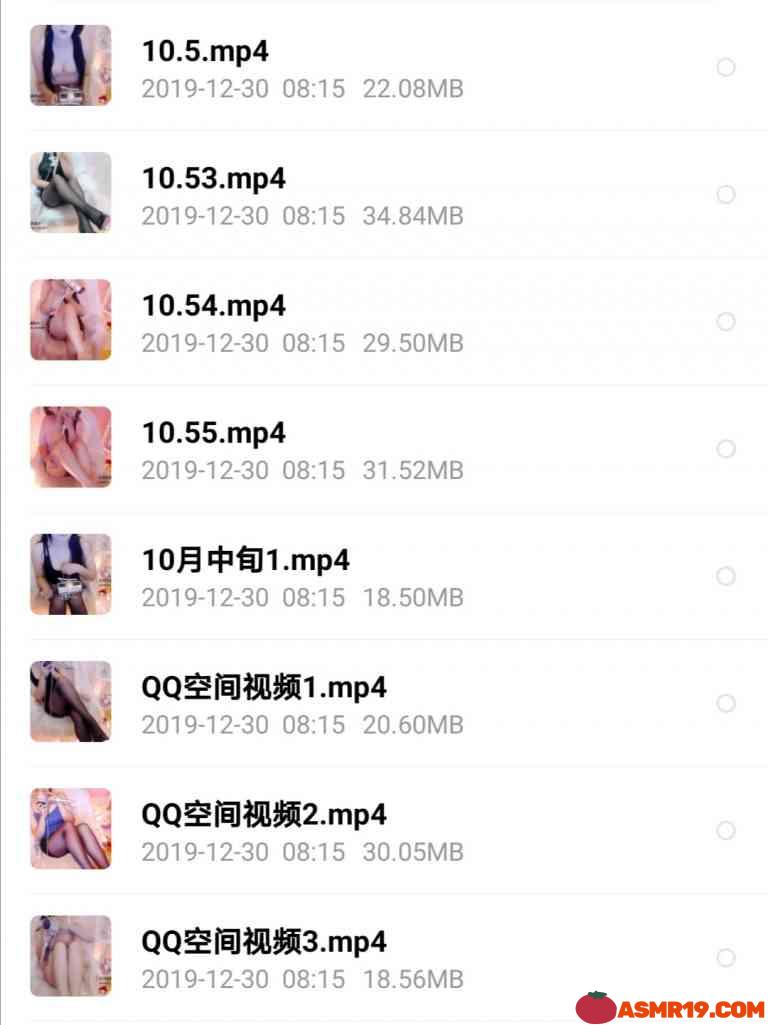 10.5.mp4
2019-12-30 08:15 22.08MB
10.53.mp4
2019-12-30 08:15 34.84MB
10.54.mp4
2019-12-30 08:15 29.50MB
10.55.mp4
2019-12-30 08:15 31.52MB
10月中旬1.mp4
2019-12-30 08:15 18.50MB
QQ空间视频1.mp4
2019-12-30 08:15 20.60MB
QQ空间视频2.mp4
2019-12-30 08:15 30.05MB
QQ空间视频3.mp4
2019-12-30 08:15 18.56MB
ASMR19.COM